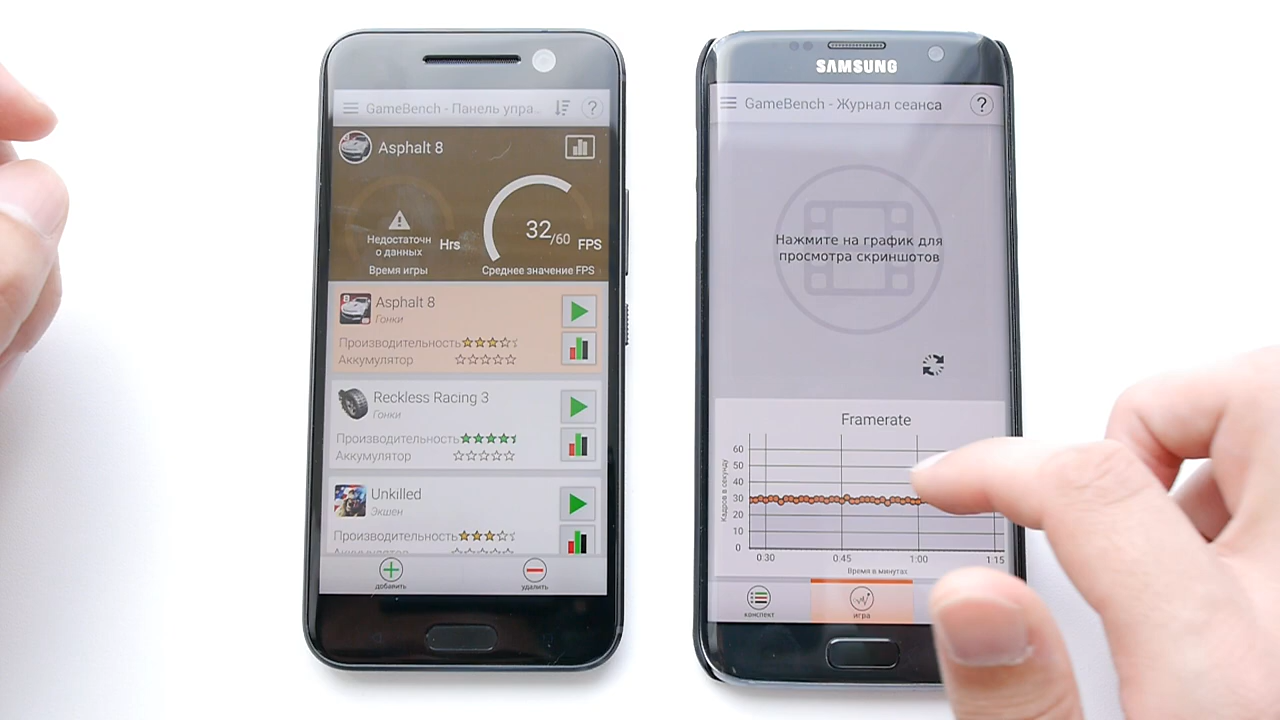 GameBench - Панель упра...
?
Asphalt 8
Недостаточн
о данных
Hrs
Время игры
32/60 FPS
Среднее значение FPS
Asphalt 8
Гонки
Производительность
Аккумулятор
Reckless Racing 3
Гонки
Производительность
Аккумулятор
Unkilled
Экшен
Производительность
Аккумулятор
добавить
удалить
SAMSUNG
GameBench - Журнал сеанса
?
Нажмите на график для
просмотра скриншотов
Framerate
Кадров в секунду
60
50
40
30
20
10
0
0:30
0:45
1:00
1:15
Время в минутах
конспект
игра